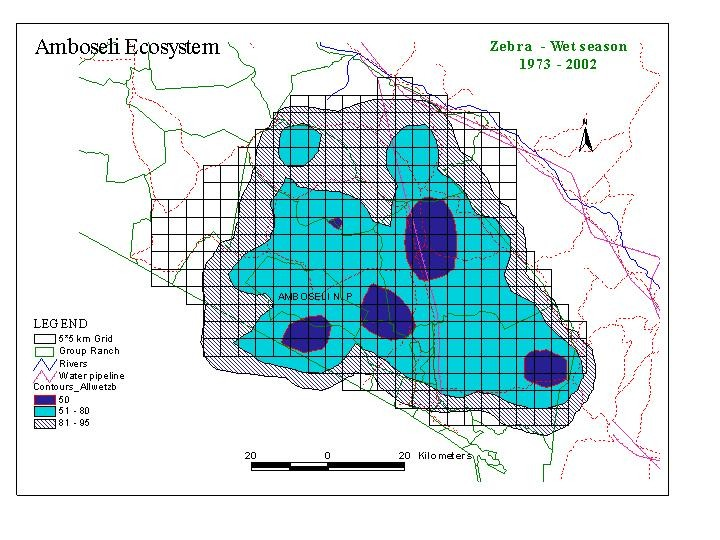 Amboseli Ecosystem
Zebra - Wet season
1973 - 2002
N
AMBOSELI N. P
LEGEND
5*5 km Grid
Group Ranch
Rivers
Water pipeline
Contours_Allwetzb
50
51 - 80
81 - 95
20 0 20 Kilometers